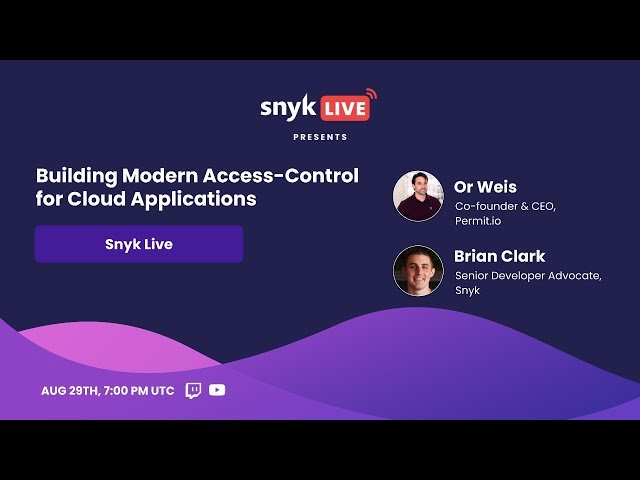 snyk LIVE
PRESENTS
Building Modern Access-Control
for Cloud Applications
Snyk Live
Or Weis
Co-founder & CEO,
Permit.io
Brian Clark
Senior Developer Advocate,
Snyk
AUG 29TH, 7:00 PM UTC